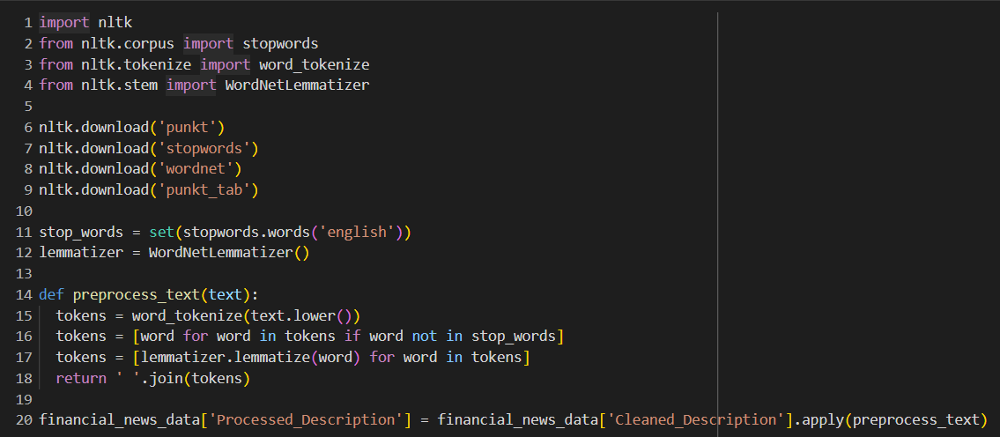 1 import nltk
2 from nltk.corpus import stopwords
3 from nltk.tokenize import word_tokenize
4 from nltk.stem import WordNetLemmatizer
5
6 nltk.download('punkt')
7 nltk.download('stopwords')
8 nltk.download('wordnet')
9 nltk.download('punkt_tab')
10
11 stop_words = set(stopwords.words('english'))
12 lemmatizer = WordNetLemmatizer()
13
14 def preprocess_text(text):
15   tokens = word_tokenize(text.lower())
16   tokens = [word for word in tokens if word not in stop_words]
17   tokens = [lemmatizer.lemmatize(word) for word in tokens]
18   return ' '.join(tokens)
19
20 financial_news_data['Processed_Description'] = financial_news_data['Cleaned_Description'].apply(preprocess_text)